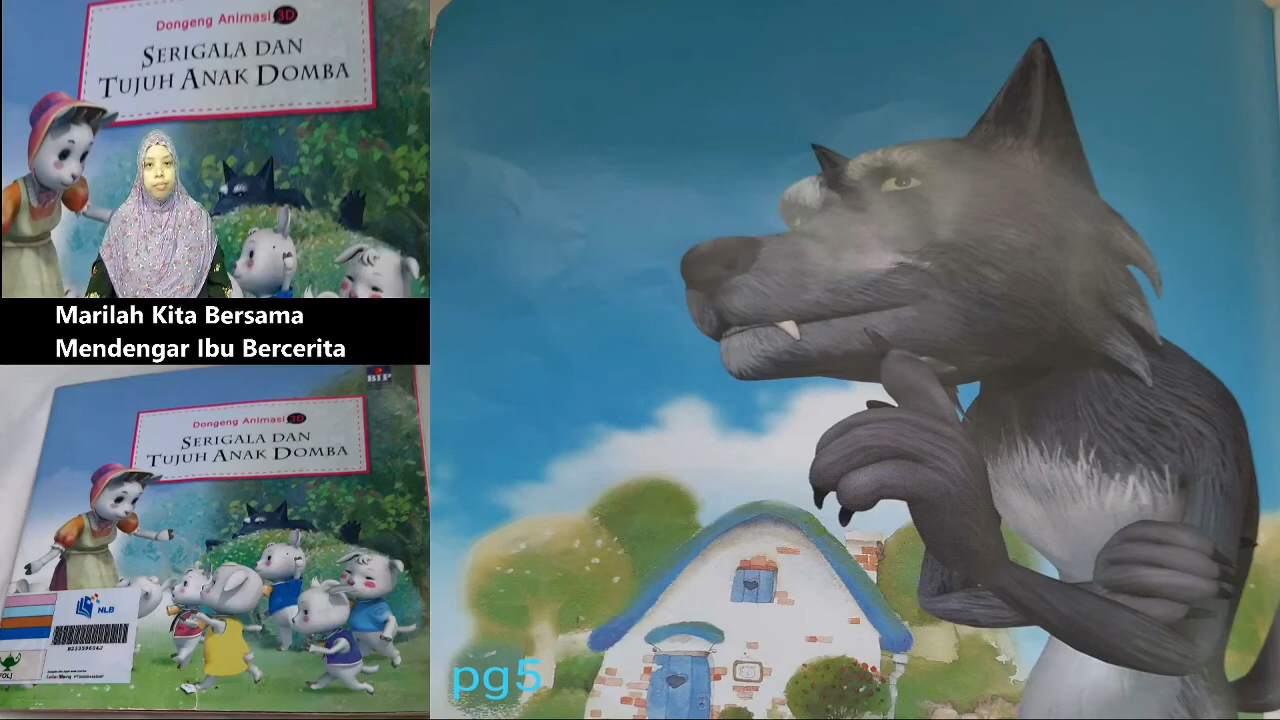 Dongeng Animasi 3D
SERIGALA DAN
TUJUH ANAK DOMBA
Marilah Kita Bersama
Mendengar Ibu Bercerita
BIP
Dongeng Animasi 3D
SERIGALA DAN
TUJUH ANAK DOMBA
NLB
pg5